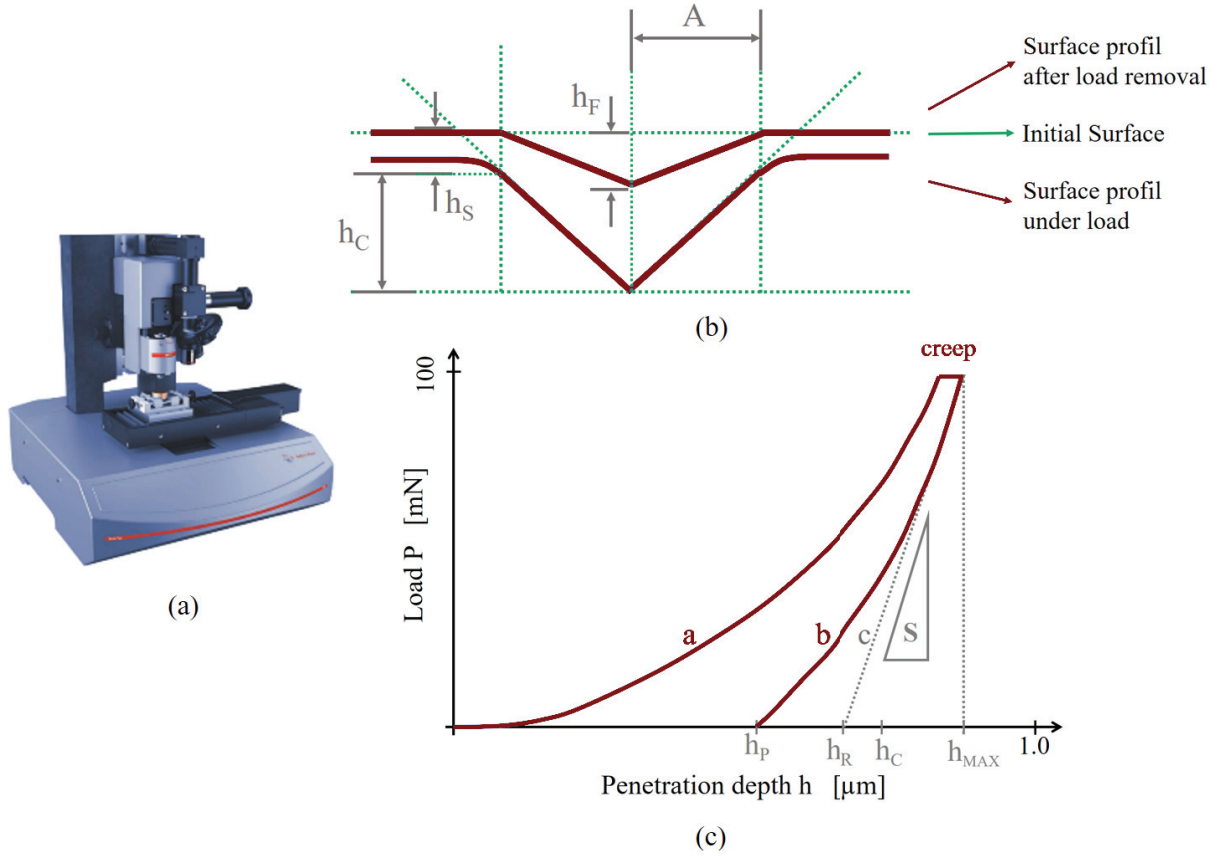 A
h_F
h_S
h_C
Surface profil
after load removal
Initial Surface
Surface profil
under load
(b)
(a)
creep
100
Load P [mN]
a
b
c
S
h_P
h_R
h_C
h_MAX
1.0
Penetration depth h [µm]
(c)